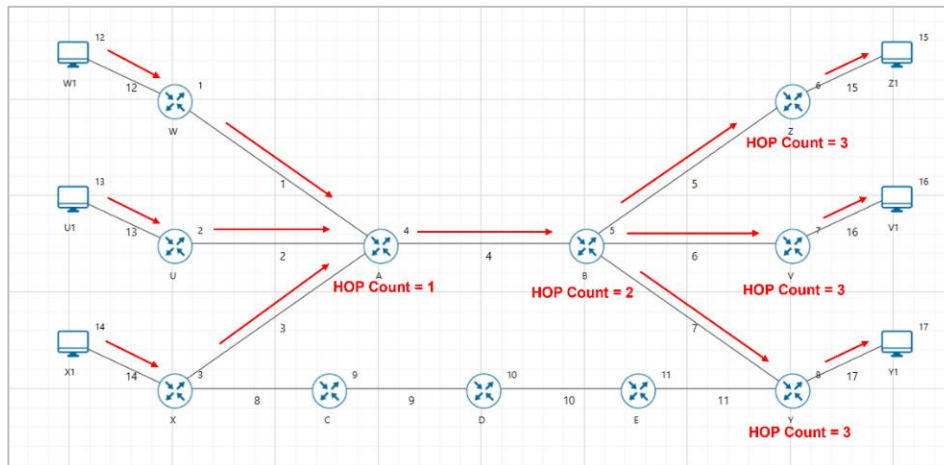 12
W1
12
1
W
1
13
U1
13
2
U
2
14
X1
14
3
X
3
4
A
HOP Count = 1
4
5
B
HOP Count = 2
5
6
7
6
Z
HOP Count = 3
15
15
Z1
7
V
HOP Count = 3
16
16
V1
8
Y
HOP Count = 3
17
17
Y1
8
9
C
9
10
D
10
11
E
11